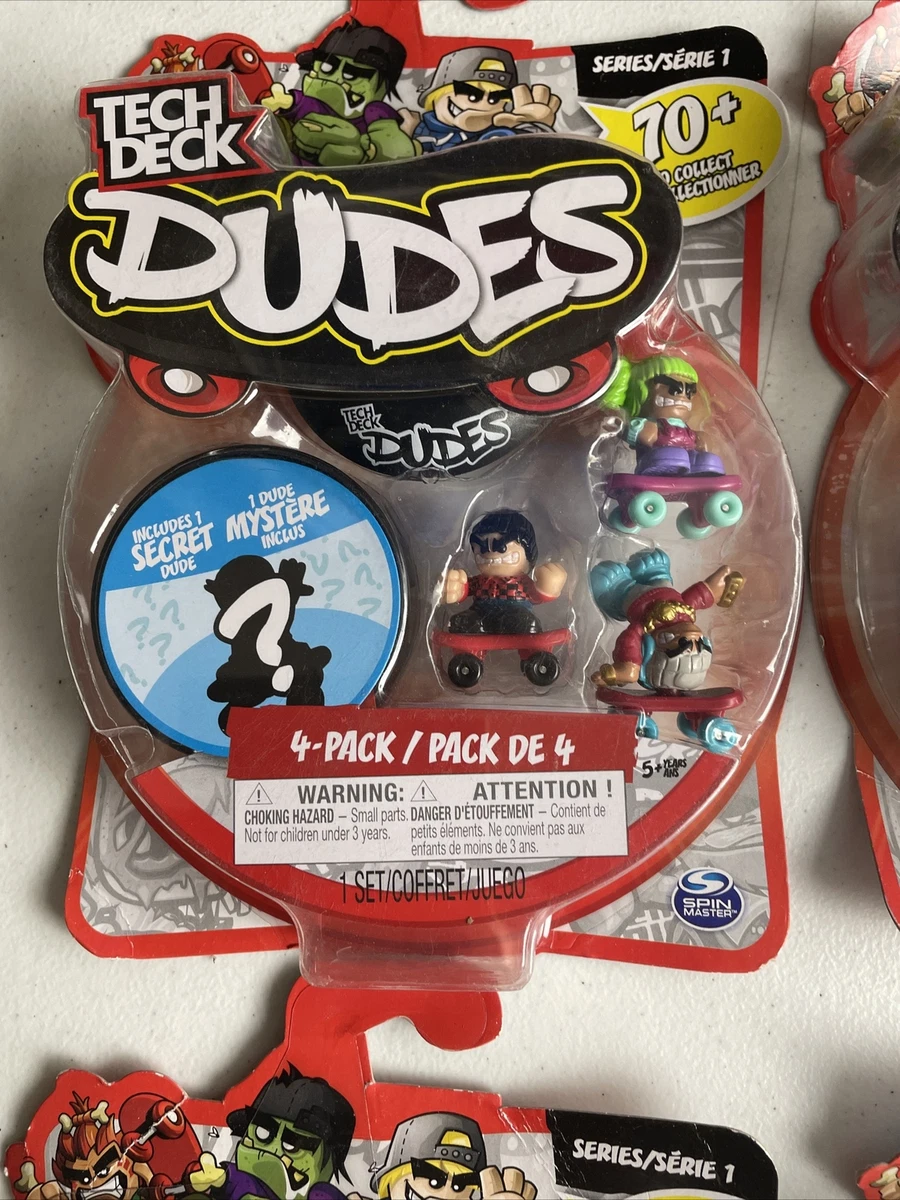 SERIES/SÉRIE 1
TECH
DECK
DUDES
70+
COLLECT
TECH
DECK
DUDES
INCLUDES 1
SECRET
DUDE
1 DUDE
MYSTÈRE
INCLUS
?
4-PACK / PACK DE 4
5+ YEARS
ANS
WARNING:
CHOKING HAZARD – Small parts.
Not for children under 3 years.
ATTENTION !
DANGER D'ÉTOUFFEMENT – Contient de
petits éléments. Ne convient pas aux
enfants de moins de 3 ans.
1 SET/COFFRET/JUEGO
SPIN
MASTER™
SERIES/SÉRIE 1